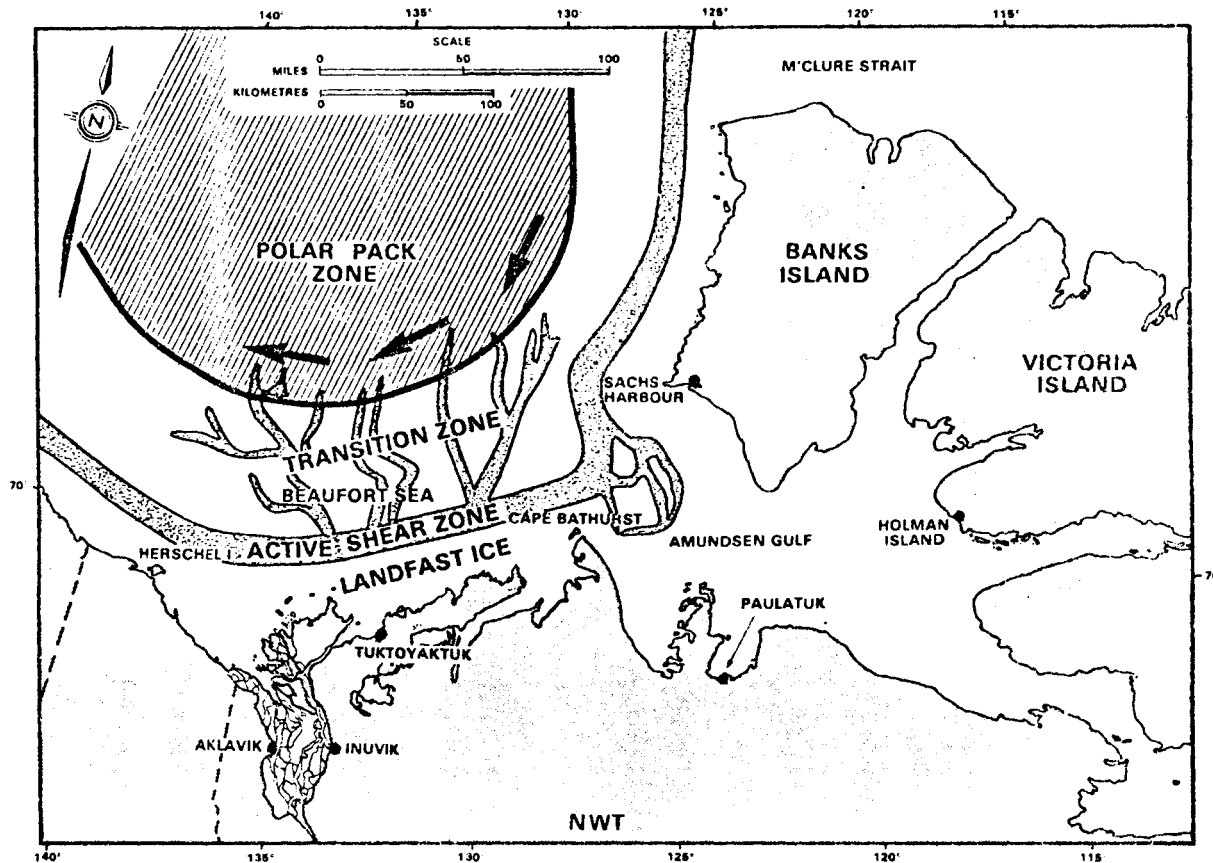 140' 135' 130' 125' 120' 115'
SCALE
0 50 100
MILES
KILOMETRES
0 50 100
N
M'CLURE STRAIT
POLAR PACK
ZONE
BANKS
ISLAND
VICTORIA
ISLAND
SACHS
HARBOUR
TRANSITION ZONE
BEAUFORT SEA
70'
ACTIVE SHEAR ZONE
CAPE BATHURST
HERSCHEL I.
LANDFAST ICE
AMUNDSEN GULF
HOLMAN
ISLAND
PAULATUK
TUKTOYAKTUK
AKLAVIK
INUVIK
NWT
140' 135' 130' 125' 120' 115'